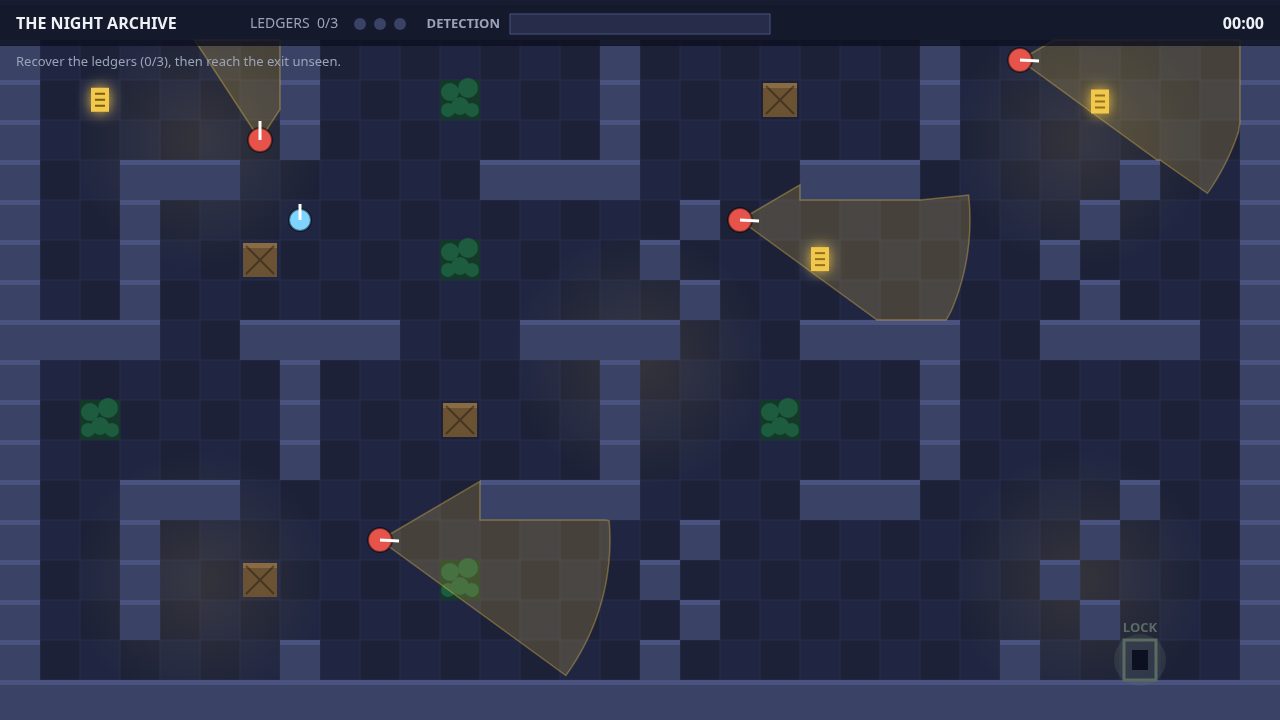 THE NIGHT ARCHIVE
LEDGERS 0/3
DETECTION
00:00
Recover the ledgers (0/3), then reach the exit unseen.
LOCK